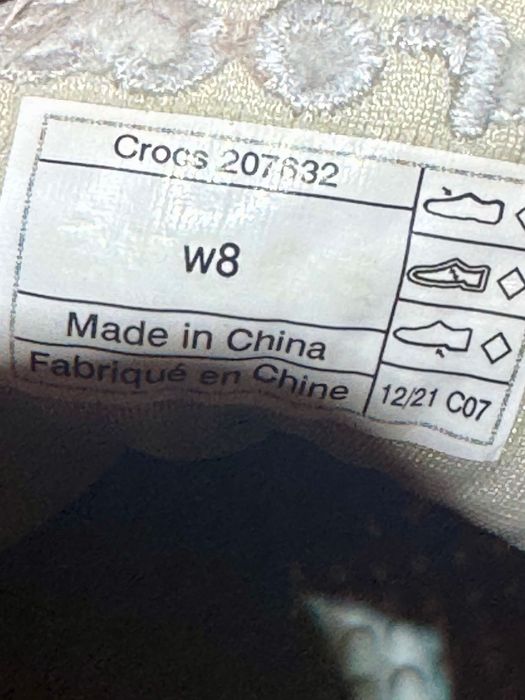 Crocs 207632
W8
Made in China
Fabriqué en Chine
12/21 C07